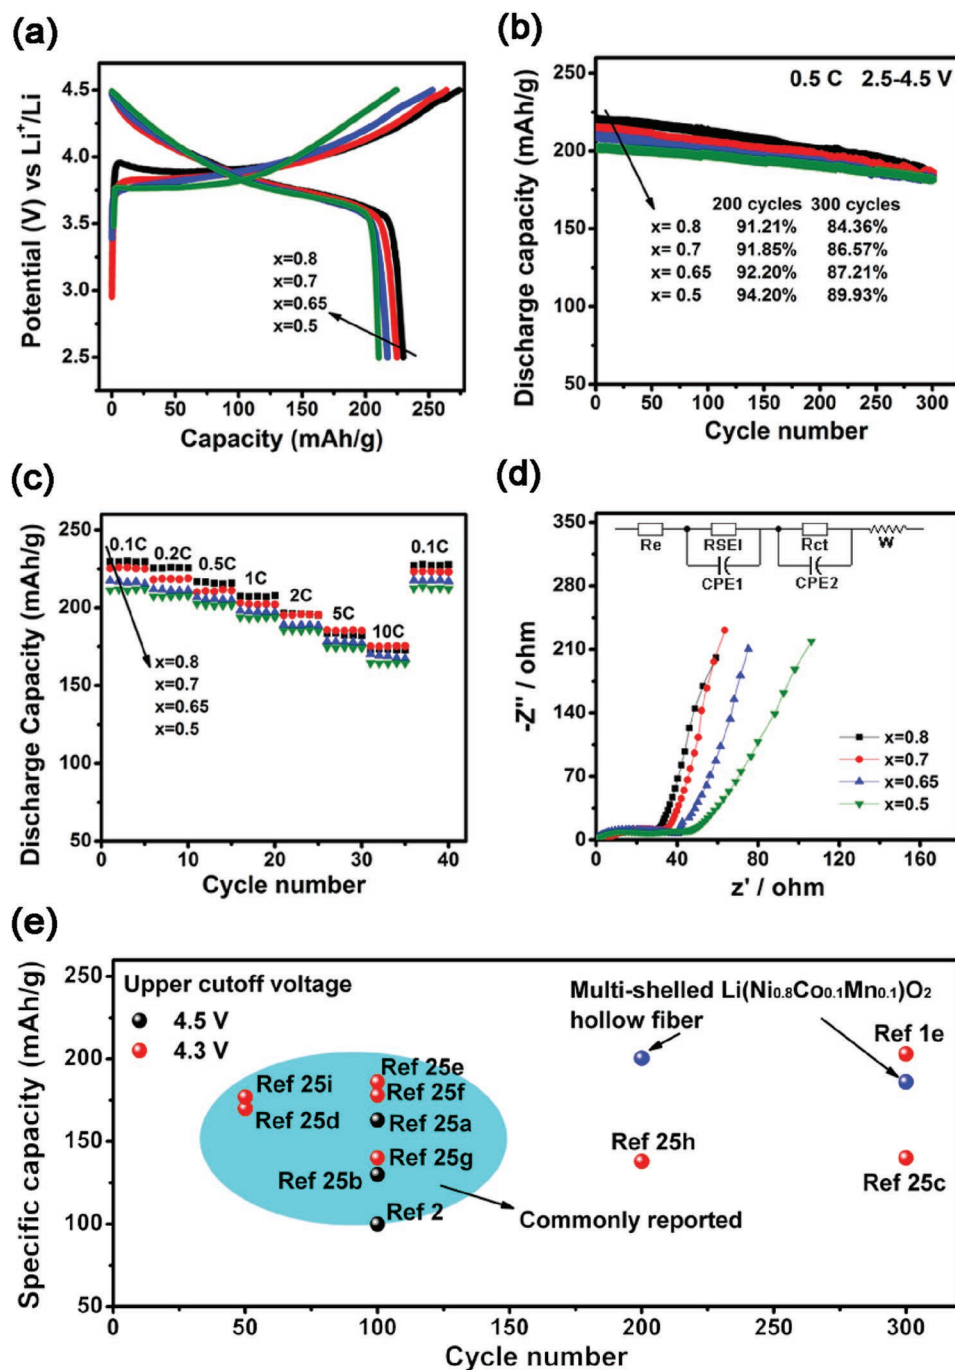 (a)
4.5
4.0
3.5
3.0
2.5
Potential (V) vs Li⁺/Li
x=0.8
x=0.7
x=0.65
x=0.5
0 50 100 150 200 250
Capacity (mAh/g)
(b)
250
200
150
100
50
Discharge capacity (mAh/g)
0.5 C 2.5-4.5 V
200 cycles 300 cycles
x= 0.8 91.21% 84.36%
x= 0.7 91.85% 86.57%
x= 0.65 92.20% 87.21%
x= 0.5 94.20% 89.93%
0 50 100 150 200 250 300
Cycle number
(c)
250
200
150
100
50
Discharge Capacity (mAh/g)
0.1C
0.2C
0.5C
1C
2C
5C
10C
0.1C
x=0.8
x=0.7
x=0.65
x=0.5
0 10 20 30 40
Cycle number
(d)
350
280
210
140
70
0
-Z'' / ohm
Re
RSEI
CPE1
Rct
CPE2
W
x=0.8
x=0.7
x=0.65
x=0.5
0 40 80 120 160
z' / ohm
(e)
250
200
150
100
50
Specific capacity (mAh/g)
Upper cutoff voltage
4.5 V
4.3 V
Multi-shelled Li(Ni₀.₈Co₀.₁Mn₀.₁)O₂
hollow fiber
Ref 1e
Ref 25e
Ref 25i
Ref 25f
Ref 25d
Ref 25a
Ref 25h
Ref 25g
Ref 25b
Ref 25c
Ref 2
Commonly reported
0 50 100 150 200 250 300
Cycle number